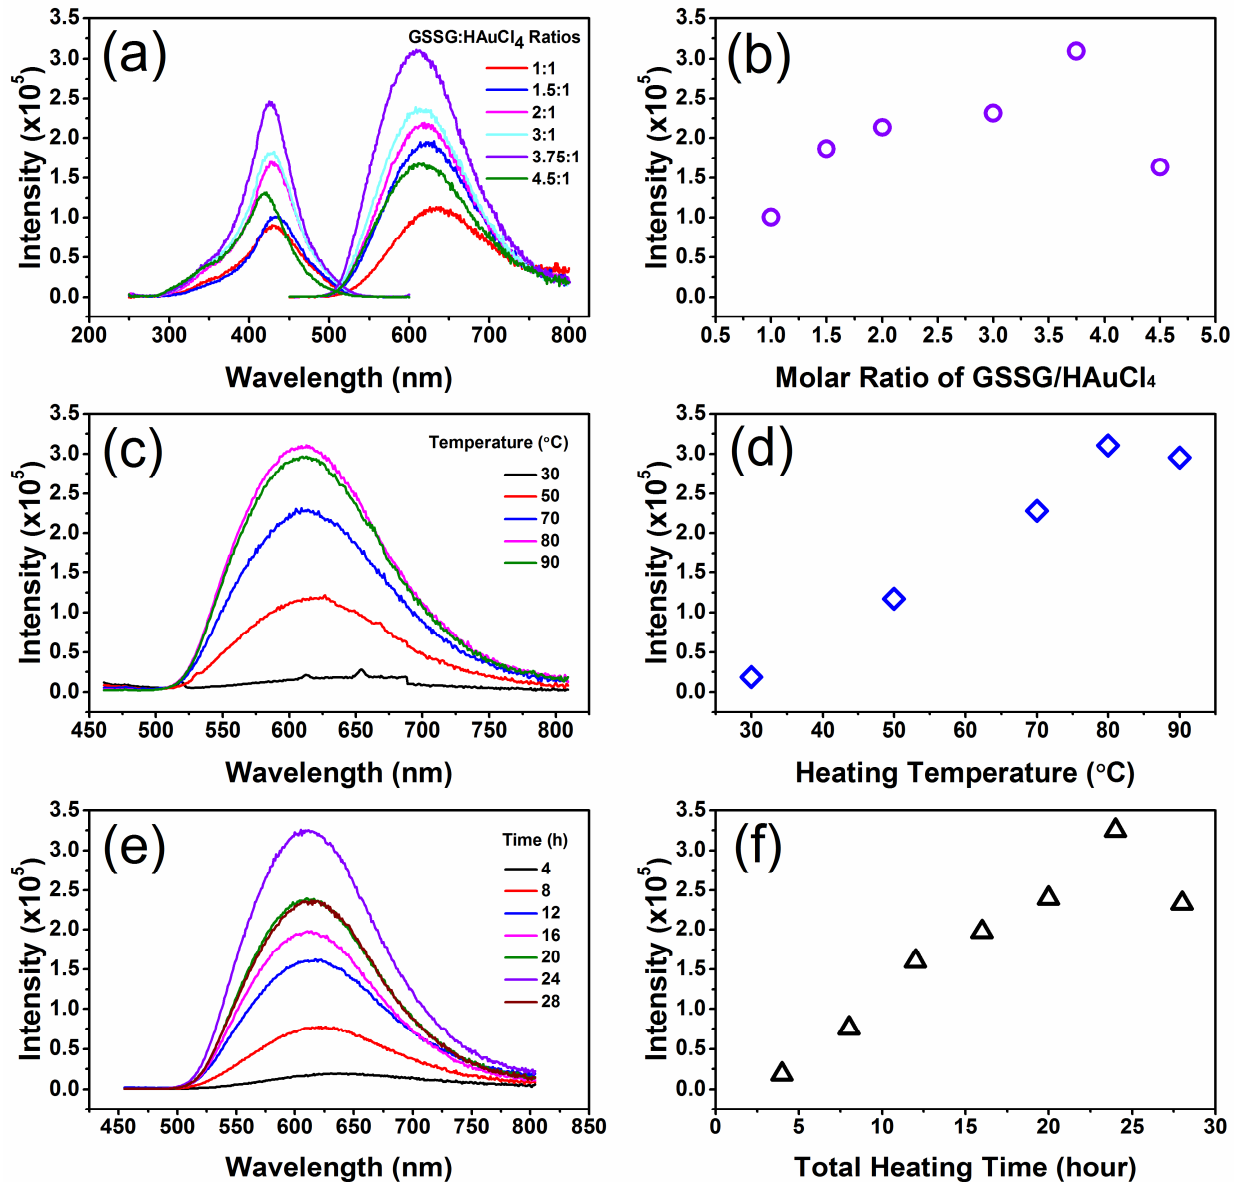 (a)
GSSG:HAuCl4 Ratios
1:1
1.5:1
2:1
3:1
3.75:1
4.5:1
Intensity (x10^5)
3.5
3.0
2.5
2.0
1.5
1.0
0.5
0.0
200 300 400 500 600 700 800
Wavelength (nm)
(b)
Intensity (x10^5)
3.5
3.0
2.5
2.0
1.5
1.0
0.5
0.0
0.5 1.0 1.5 2.0 2.5 3.0 3.5 4.0 4.5 5.0
Molar Ratio of GSSG/HAuCl4
(c)
Temperature (°C)
30
50
70
80
90
Intensity (x10^5)
3.5
3.0
2.5
2.0
1.5
1.0
0.5
0.0
450 500 550 600 650 700 750 800
Wavelength (nm)
(d)
Intensity (x10^5)
3.5
3.0
2.5
2.0
1.5
1.0
0.5
0.0
30 40 50 60 70 80 90
Heating Temperature (°C)
(e)
Time (h)
4
8
12
16
20
24
28
Intensity (x10^5)
3.5
3.0
2.5
2.0
1.5
1.0
0.5
0.0
450 500 550 600 650 700 750 800 850
Wavelength (nm)
(f)
Intensity (x10^5)
3.5
3.0
2.5
2.0
1.5
1.0
0.5
0.0
0 5 10 15 20 25 30
Total Heating Time (hour)